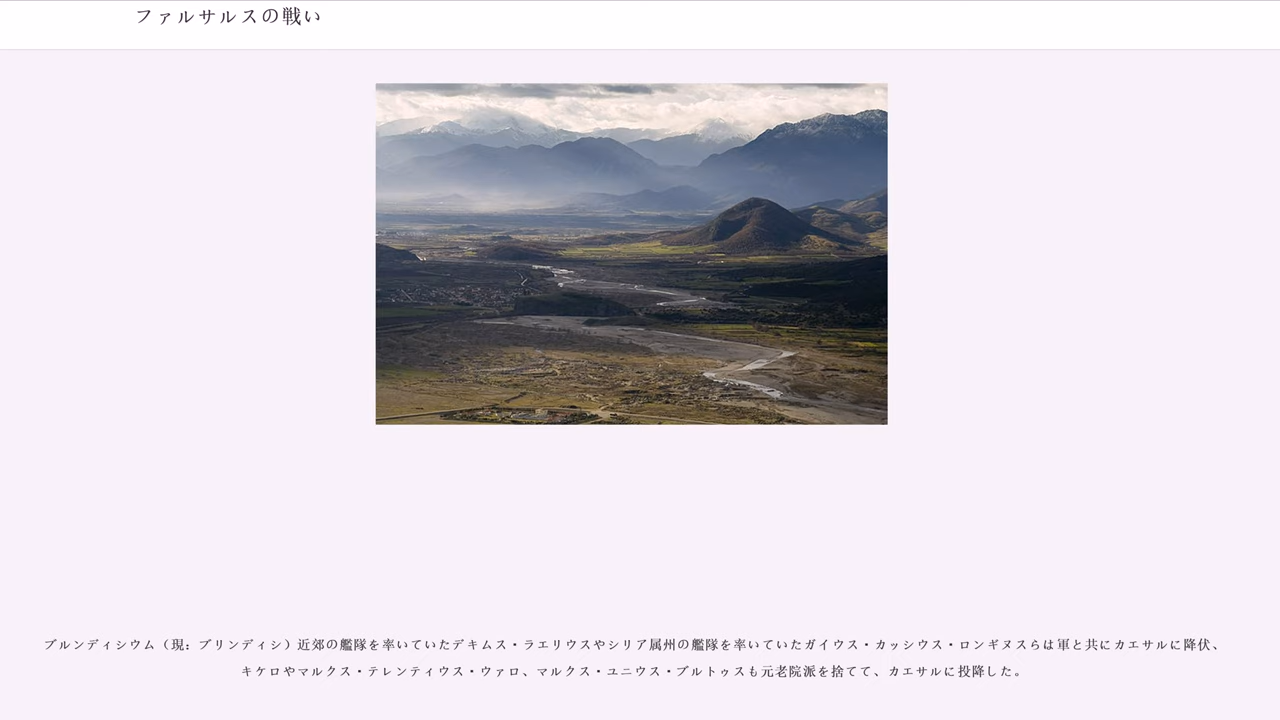 ファルサルスの戦い
ブルンディシウム（現: ブリンディシ）近郊の艦隊を率いていたデキムス・ラエリウスやシリア属州の艦隊を率いていたガイウス・カッシウス・ロンギヌスらは軍と共にカエサルに降伏、
キケロやマルクス・テレンティウス・ウァロ、マルクス・ユニウス・ブルトゥスも元老院派を捨てて、カエサルに投降した。